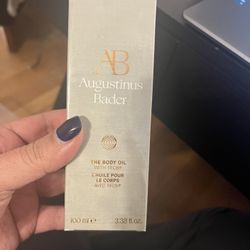 AB
Augustinus
Bader
THE BODY OIL
WITH TFC8®
L'HUILE POUR
LE CORPS
AVEC TFC8®
100 ml ℮
3.38 fl. oz.